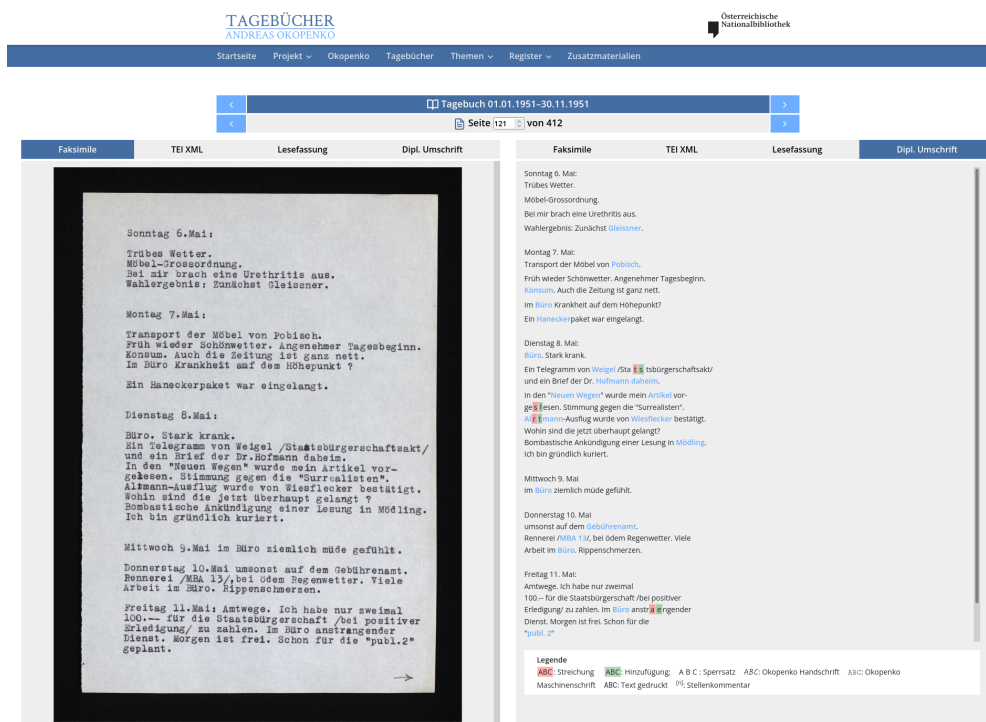 TAGEBÜCHER
ANDREAS OKOPENKO
Österreichische
Nationalbibliothek
Startseite Projekt Okopenko Tagebücher Themen Register Zusatzmaterialien
Tagebuch 01.01.1951–30.11.1951
Seite 121 von 412
Faksimile TEI XML Lesefassung Dipl. Umschrift
Sonntag 6.Mai:
Trübes Wetter.
Möbel-Grossordnung.
Bei mir brach eine Urethritis aus.
Wahlergebnis: Zunächst Gleissner.
Montag 7.Mai:
Transport der Möbel von Pobisch.
Früh wieder Schönwetter. Angenehmer Tagesbeginn.
Konsum. Auch die Zeitung ist ganz nett.
Im Büro Krankheit auf dem Höhepunkt ?
Ein Haneckerpaket war eingelangt.
Dienstag 8.Mai:
Büro. Stark krank.
Ein Telegramm von Weigel /Staatsbürgerschaftsakt/
und ein Brief der Dr.Hofmann daheim.
In den "Neuen Wegen" wurde mein Artikel vor-
gelesen. Stimmung gegen die "Surrealisten".
Altmann-Ausflug wurde von Wiesflecker bestätigt.
Wohin sind die jetzt überhaupt gelangt ?
Bombastische Ankündigung einer Lesung in Mödling.
Ich bin gründlich kuriert.
Mittwoch 9.Mai im Büro ziemlich müde gefühlt.
Donnerstag 10.Mai umsonst auf dem Gebührenamt.
Rennerei /MBA 13/,bei ödem Regenwetter. Viele
Arbeit im Büro. Rippenschmerzen.
Freitag 11.Mai: Amtwege. Ich habe nur zweimal
100.-- für die Staatsbürgerschaft /bei positiver
Erledigung/ zu zahlen. Im Büro anstrengender
Dienst. Morgen ist frei. Schon für die "publ.2"
geplant.
Faksimile TEI XML Lesefassung Dipl. Umschrift
Sonntag 6. Mai:
Trübes Wetter.
Möbel-Grossordnung.
Bei mir brach eine Urethritis aus.
Wahlergebnis: Zunächst Gleissner.
Montag 7. Mai:
Transport der Möbel von Pobisch.
Früh wieder Schönwetter. Angenehmer Tagesbeginn.
Konsum. Auch die Zeitung ist ganz nett.
Im Büro Krankheit auf dem Höhepunkt?
Ein Haneckerpaket war eingelangt.
Dienstag 8. Mai:
Büro. Stark krank.
Ein Telegramm von Weigel /Sta t s tsbürgerschaftsakt/
und ein Brief der Dr. Hofmann daheim.
In den "Neuen Wegen" wurde mein Artikel vor-
ge s l esen. Stimmung gegen die "Surealisten".
Al r t mann-Ausflug wurde von Wiesflecker bestätigt.
Wohin sind die jetzt überhaupt gelangt?
Bombastische Ankündigung einer Lesung in Mödling.
Ich bin gründlich kuriert.
Mittwoch 9. Mai
im Büro ziemlich müde gefühlt.
Donnerstag 10. Mai
umsonst auf dem Gebührenamt.
Rennerei /MBA 13/, bei ödem Regenwetter. Viele
Arbeit im Büro. Rippenschmerzen.
Freitag 11. Mai:
Amtwege. Ich habe nur zweimal
100.-- für die Staatsbürgerschaft /bei positiver
Erledigung/ zu zahlen. Im Büro anstr a e ngender
Dienst. Morgen ist frei. Schon für die
"publ. 2"
Legende
ABC: Streichung ABC: Hinzufügung; A B C : Sperrsatz ABC: Okopenko Handschrift ABC: Okopenko
Maschinenschrift ABC: Text gedruckt [n]: Stellenkommentar